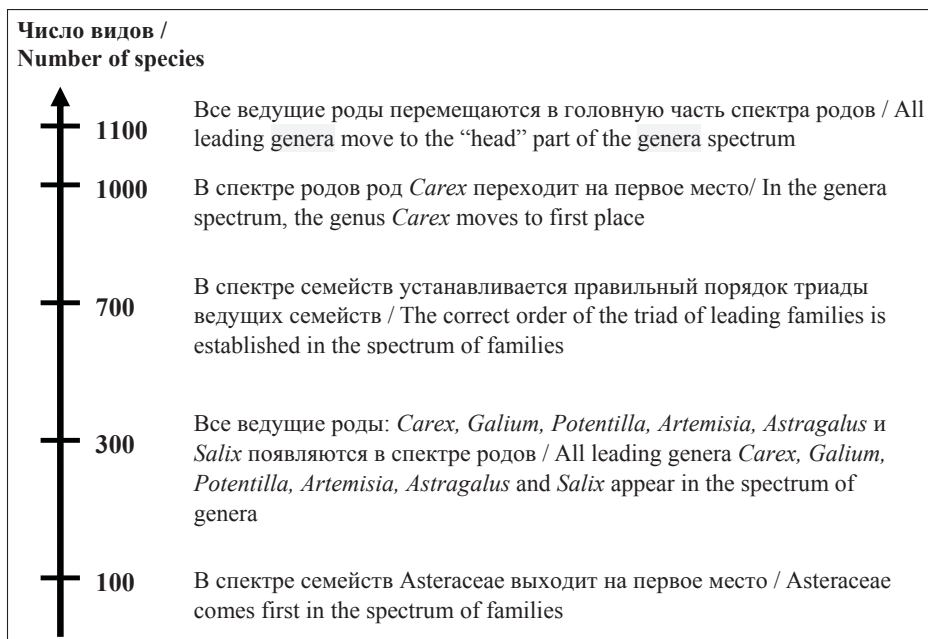 Число видов /
Number of species
1100
Все ведущие роды перемещаются в головную часть спектра родов / All
leading genera move to the “head” part of the genera spectrum
1000
В спектре родов род Carex переходит на первое место/ In the genera
spectrum, the genus Carex moves to first place
700
В спектре семейств устанавливается правильный порядок триады
ведущих семейств / The correct order of the triad of leading families is
established in the spectrum of families
300
Все ведущие роды: Carex, Galium, Potentilla, Artemisia, Astragalus и
Salix появляются в спектре родов / All leading genera Carex, Galium,
Potentilla, Artemisia, Astragalus and Salix appear in the spectrum of
genera
100
В спектре семейств Asteraceae выходит на первое место / Asteraceae
comes first in the spectrum of families